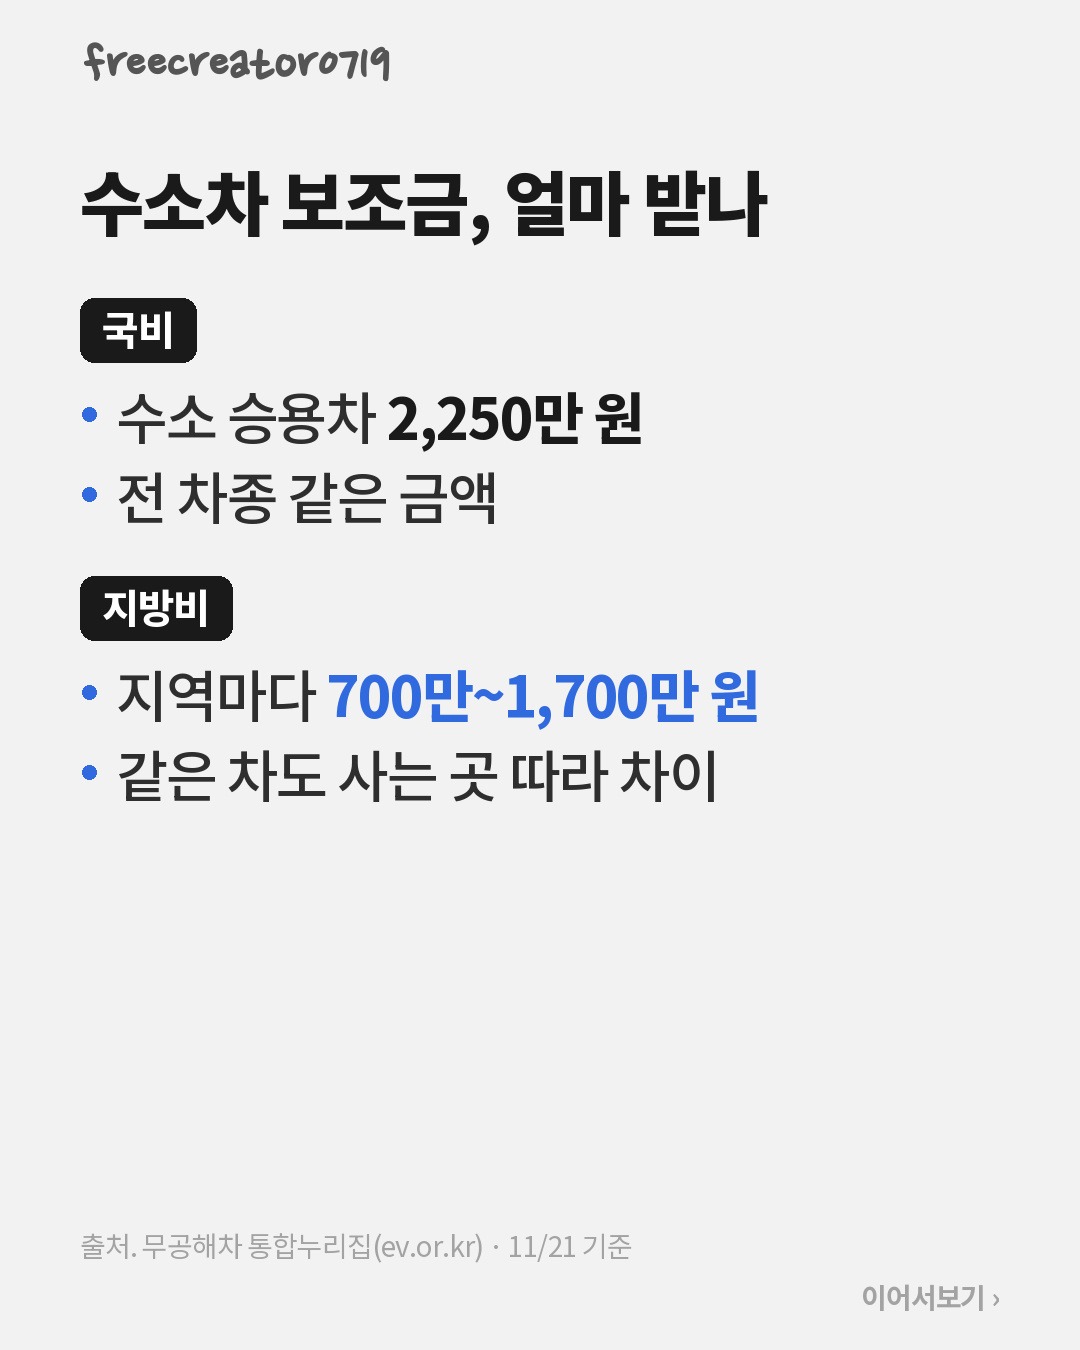 freecreator0719
수소차 보조금, 얼마 받나
국비
• 수소 승용차 2,250만 원
• 전 차종 같은 금액
지방비
• 지역마다 700만~1,700만 원
• 같은 차도 사는 곳 따라 차이
출처. 무공해차 통합누리집(ev.or.kr) · 11/21 기준
이어서보기 ›